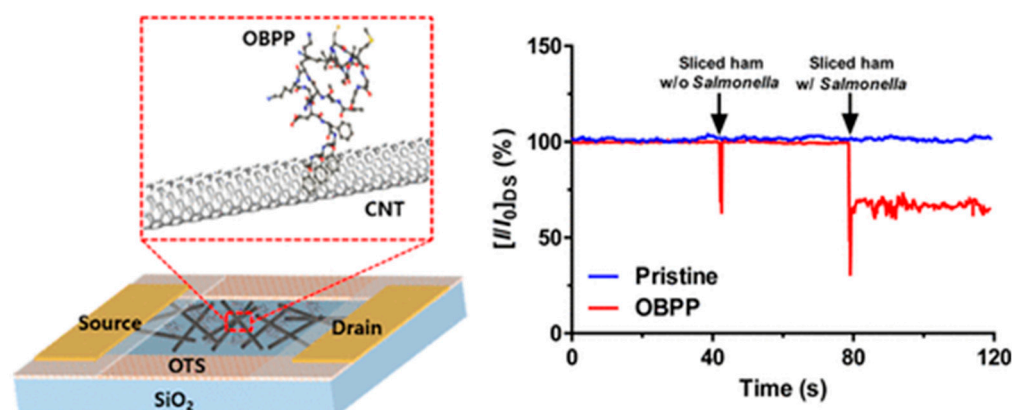 OBPP
CNT
Source
Drain
OTS
SiO₂
150
100
50
0
[I/I₀]DS (%)
Sliced ham
w/o Salmonella
Sliced ham
w/ Salmonella
Pristine
OBPP
0
40
80
120
Time (s)